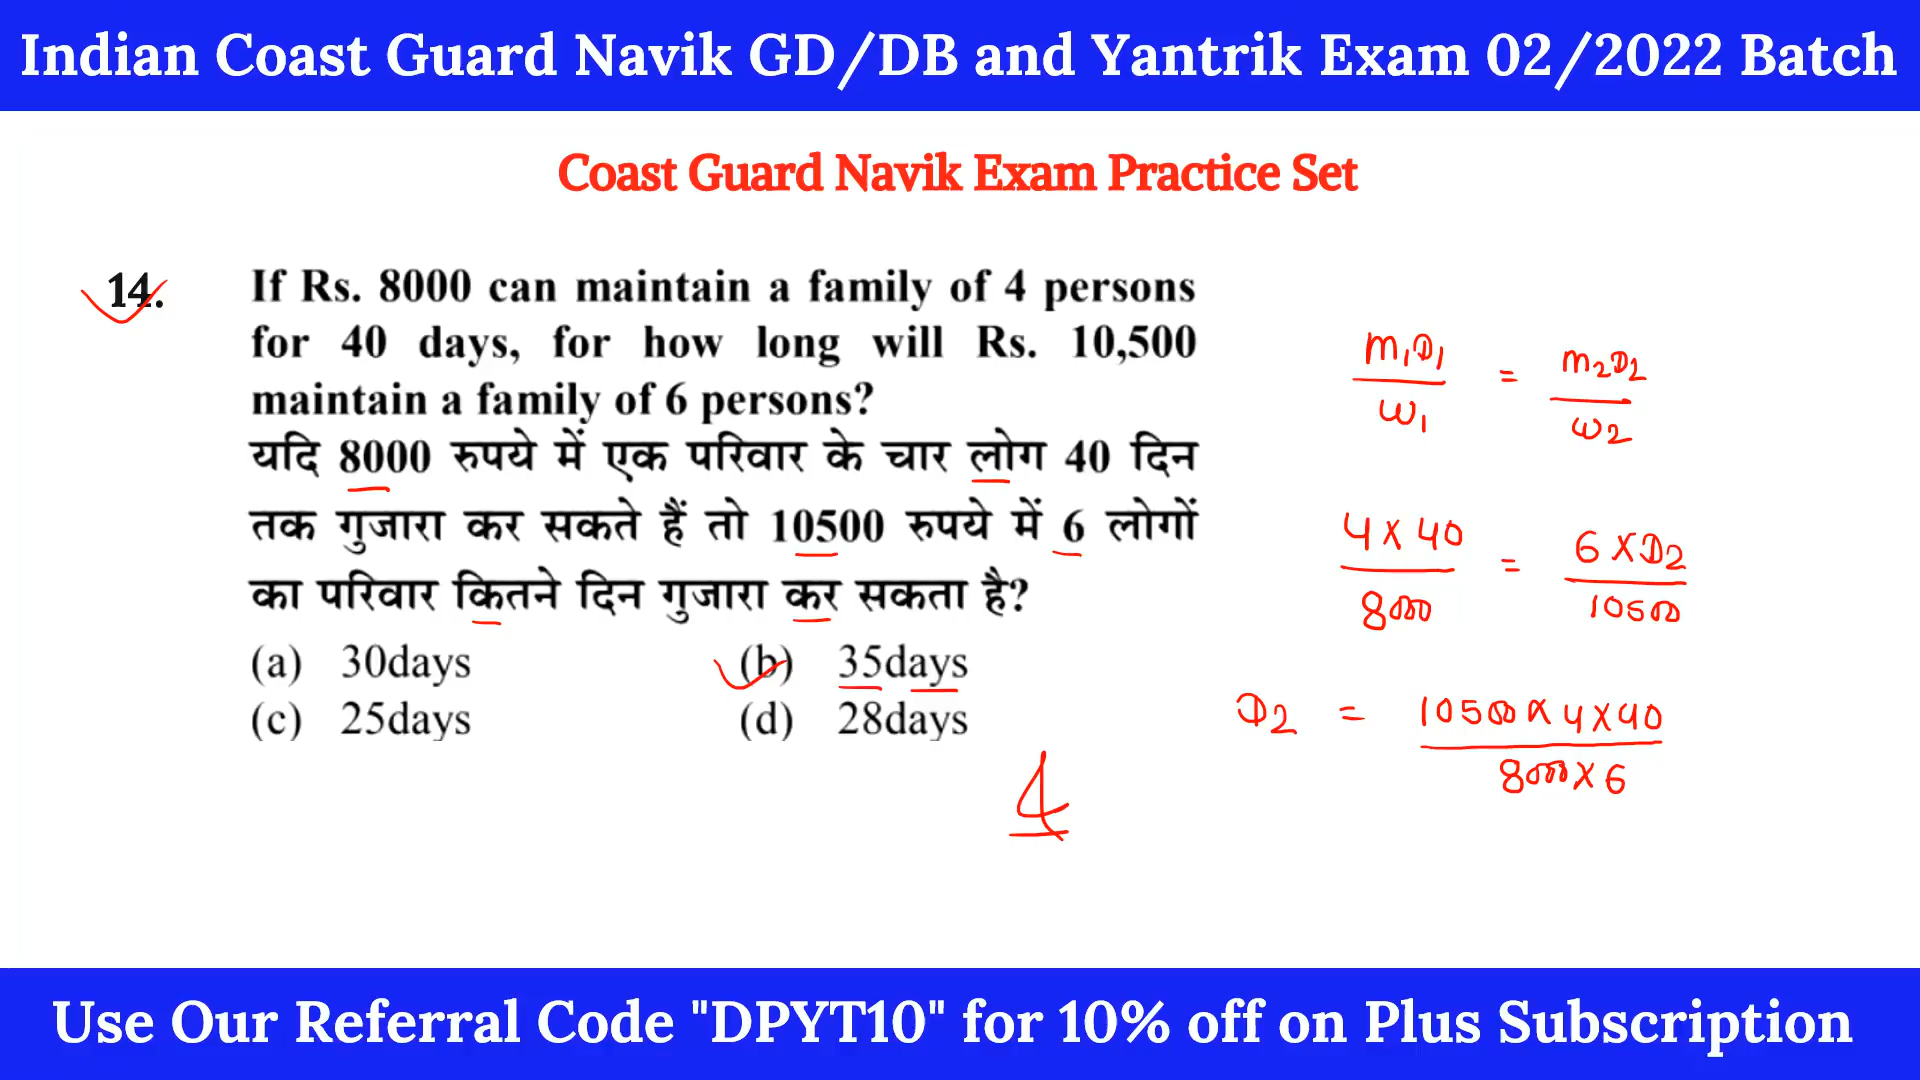 Indian Coast Guard Navik GD/DB and Yantrik Exam 02/2022 Batch
Coast Guard Navik Exam Practice Set
14.
If Rs. 8000 can maintain a family of 4 persons
for 40 days, for how long will Rs. 10,500
maintain a family of 6 persons?
यदि 8000 रुपये में एक परिवार के चार लोग 40 दिन
तक गुजारा कर सकते हैं तो 10500 रुपये में 6 लोगों
का परिवार कितने दिन गुजारा कर सकता है?
(a) 30days (b) 35days
(c) 25days (d) 28days
M₁D₁ / W₁ = M₂D₂ / W₂
4 × 40 / 8000 = 6 × D₂ / 10500
D₂ = 10500 × 4 × 40 / 8000 × 6
4
Use Our Referral Code "DPYT10" for 10% off on Plus Subscription